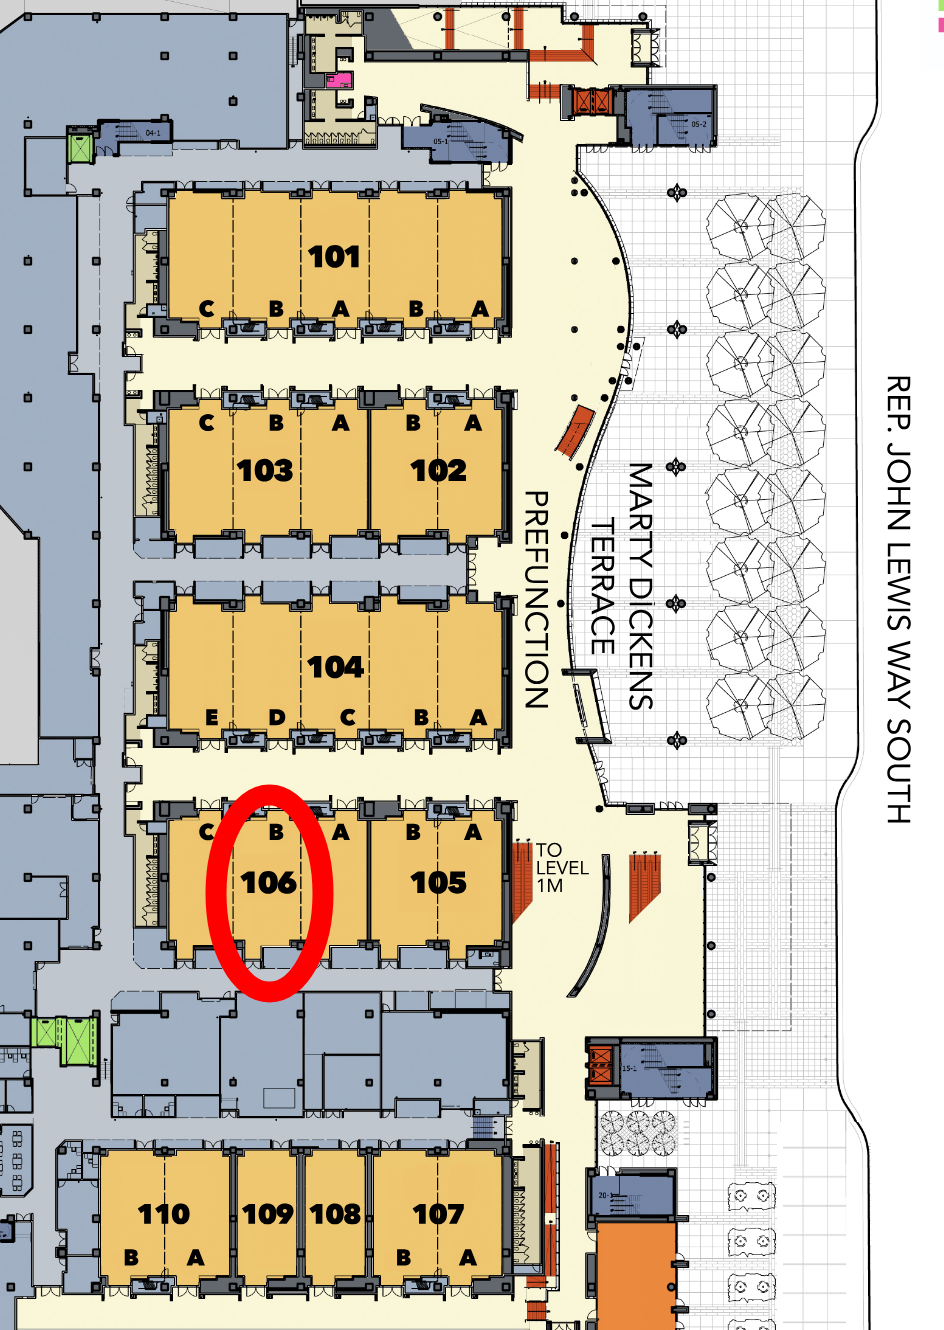 04-1
05-1
05-2
101
C B A B A
C B A B A
103 102
REP. JOHN LEWIS WAY SOUTH
MARTY DICKENS
TERRACE
PREFUNCTION
104
E D C B A
C B A B A
106 105
TO
LEVEL
1M
15-1
20-1
110 109 108 107
B A B A